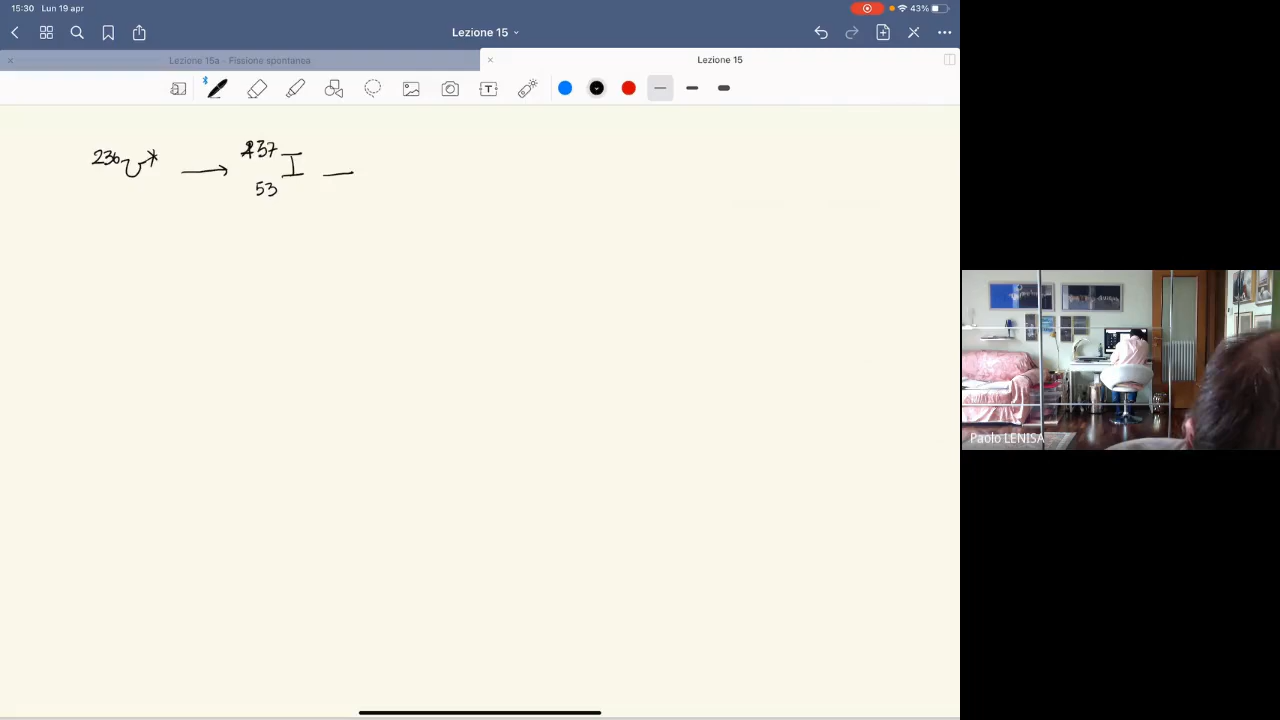 15:30 Lun 19 apr
43%
Lezione 15
Lezione 15a - Fissione spontanea
Lezione 15
T
236U* → 137 I —
53
Paolo LENISA